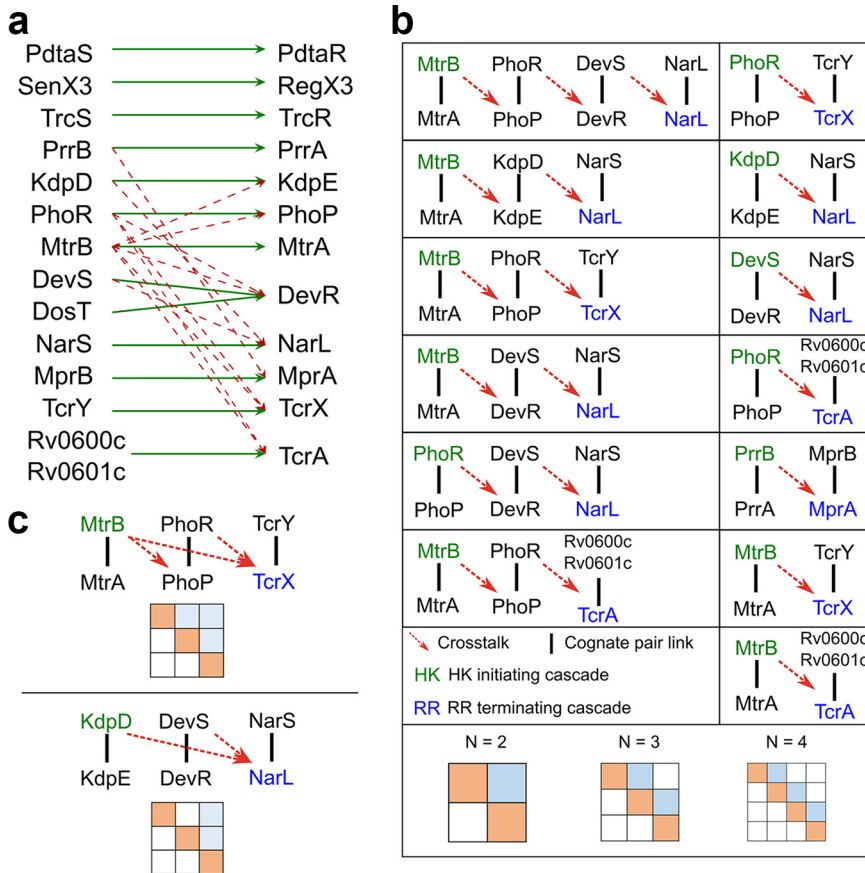 a
PdtaS PdtaR
SenX3 RegX3
TrcS TrcR
PrrB PrrA
KdpD KdpE
PhoR PhoP
MtrB MtrA
DevS
DevR
DosT
NarS NarL
MprB MprA
TcrY TcrX
Rv0600c
TcrA
Rv0601c
b
MtrB PhoR DevS NarL
MtrA PhoP DevR NarL
PhoR TcrY
PhoP TcrX
MtrB KdpD NarS
MtrA KdpE NarL
KdpD NarS
KdpE NarL
MtrB PhoR TcrY
MtrA PhoP TcrX
DevS NarS
DevR NarL
MtrB DevS NarS
MtrA DevR NarL
Rv0600c
PhoR Rv0601c
PhoP TcrA
PhoR DevS NarS
PhoP DevR NarL
PrrB MprB
PrrA MprA
Rv0600c
MtrB PhoR Rv0601c
MtrA PhoP TcrA
MtrB TcrY
MtrA TcrX
Crosstalk Cognate pair link
HK HK initiating cascade
RR RR terminating cascade
Rv0600c
MtrB Rv0601c
MtrA TcrA
N = 2 N = 3 N = 4
c
MtrB PhoR TcrY
MtrA PhoP TcrX
KdpD DevS NarS
KdpE DevR NarL